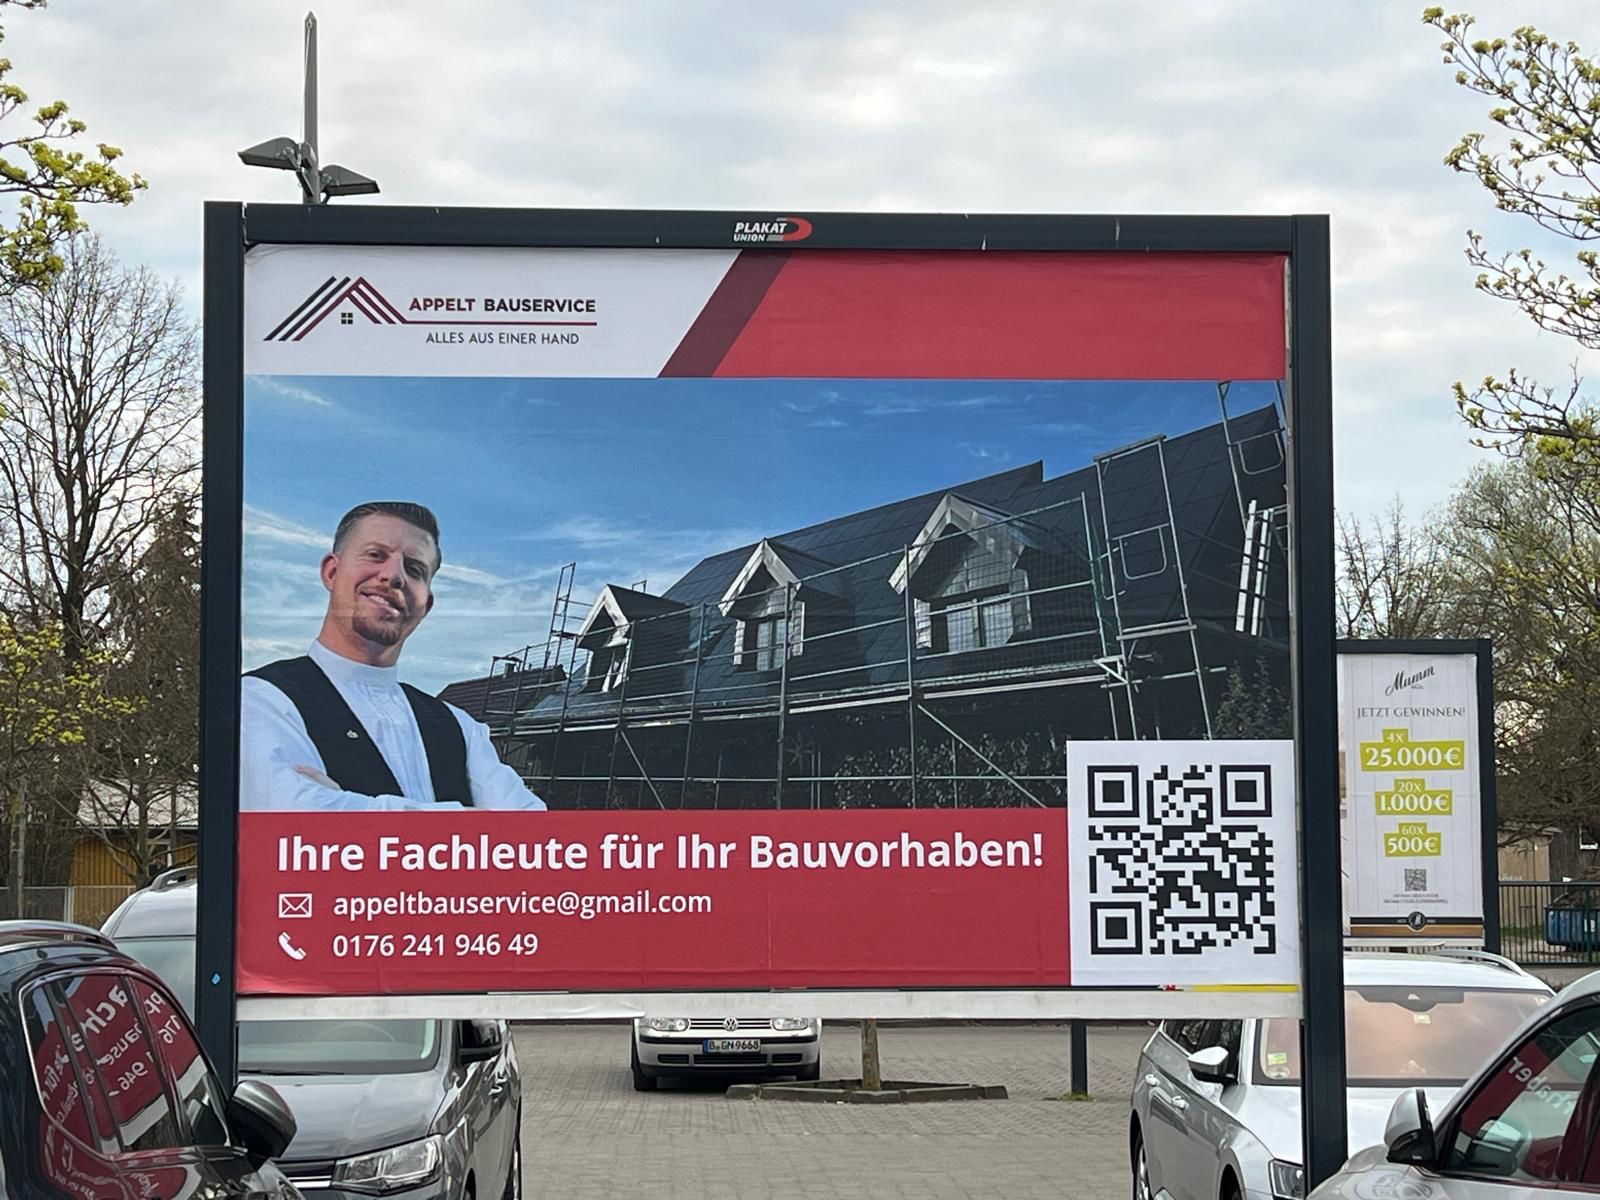 PLAKAT
UNION
APPELT BAUSERVICE
ALLES AUS EINER HAND
Ihre Fachleute für Ihr Bauvorhaben!
appeltbauservice@gmail.com
0176 241 946 49
Mumm
JETZT GEWINNEN!
4X
25.000€
20X
1.000€
60X
500€
B GN 9668